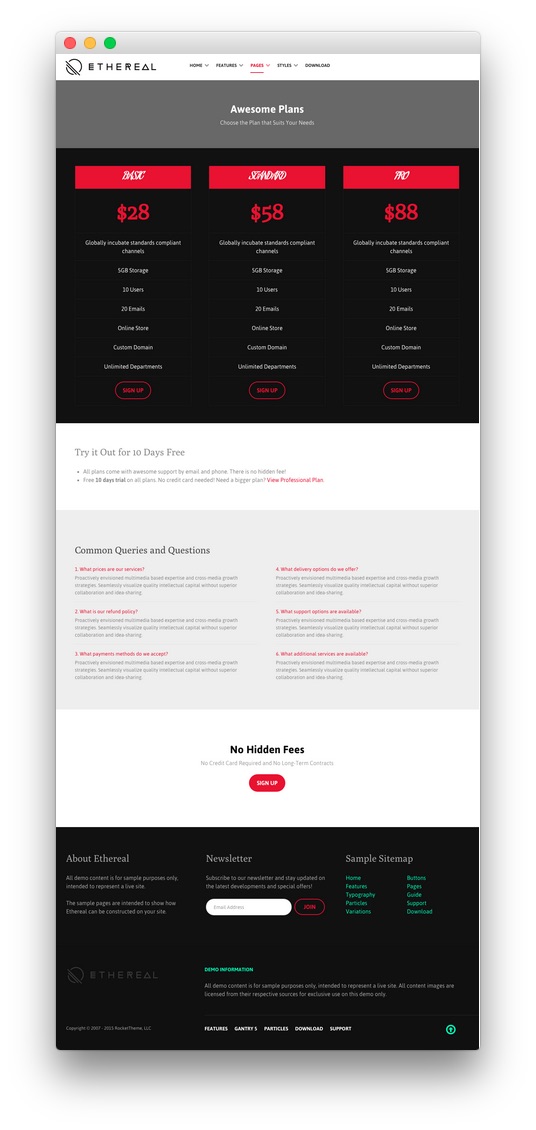 ETHEREAL
HOME FEATURES PAGES STYLES DOWNLOAD
Awesome Plans
Choose the Plan that Suits Your Needs
BASIC STANDARD PRO
$28 $58 $88
Globally incubate standards compliant channels
Globally incubate standards compliant channels
Globally incubate standards compliant channels
5GB Storage 5GB Storage 5GB Storage
10 Users 10 Users 10 Users
20 Emails 20 Emails 20 Emails
Online Store Online Store Online Store
Custom Domain Custom Domain Custom Domain
Unlimited Departments Unlimited Departments Unlimited Departments
SIGN UP SIGN UP SIGN UP
Try it Out for 10 Days Free
• All plans come with awesome support by email and phone. There is no hidden fee!
• Free 10 days trial on all plans. No credit card needed! Need a bigger plan? View Professional Plan
Common Queries and Questions
1. What prices are our services?
Proactively envisioned multimedia based expertise and cross-media growth
strategies. Seamlessly visualize quality intellectual capital without superior
collaboration and idea-sharing.
2. What is our refund policy?
Proactively envisioned multimedia based expertise and cross-media growth
strategies. Seamlessly visualize quality intellectual capital without superior
collaboration and idea-sharing.
3. What payments methods do we accept?
Proactively envisioned multimedia based expertise and cross-media growth
strategies. Seamlessly visualize quality intellectual capital without superior
collaboration and idea-sharing.
4. What delivery options do we offer?
Proactively envisioned multimedia based expertise and cross-media growth
strategies. Seamlessly visualize quality intellectual capital without superior
collaboration and idea-sharing.
5. What support options are available?
Proactively envisioned multimedia based expertise and cross-media growth
strategies. Seamlessly visualize quality intellectual capital without superior
collaboration and idea-sharing.
6. What additional services are available?
Proactively envisioned multimedia based expertise and cross-media growth
strategies. Seamlessly visualize quality intellectual capital without superior
collaboration and idea-sharing.
No Hidden Fees
No Credit Card Required and No Long-Term Contracts
SIGN UP
About Ethereal
All demo content is for sample purposes only,
intended to represent a live site.
The sample pages are intended to show how
Ethereal can be constructed on your site.
Newsletter
Subscribe to our newsletter and stay updated on
the latest developments and special offers!
Email Address JOIN
Sample Sitemap
Home Buttons
Features Pages
Typography Guide
Particles Support
Variations Download
ETHEREAL
DEMO INFORMATION
All demo content is for sample purposes only, intended to represent a live site. All content images are
licensed from their respective sources for exclusive use on this demo only.
Copyright © 2007 - 2015 RocketTheme, LLC
FEATURES GANTRY 5 PARTICLES DOWNLOAD SUPPORT